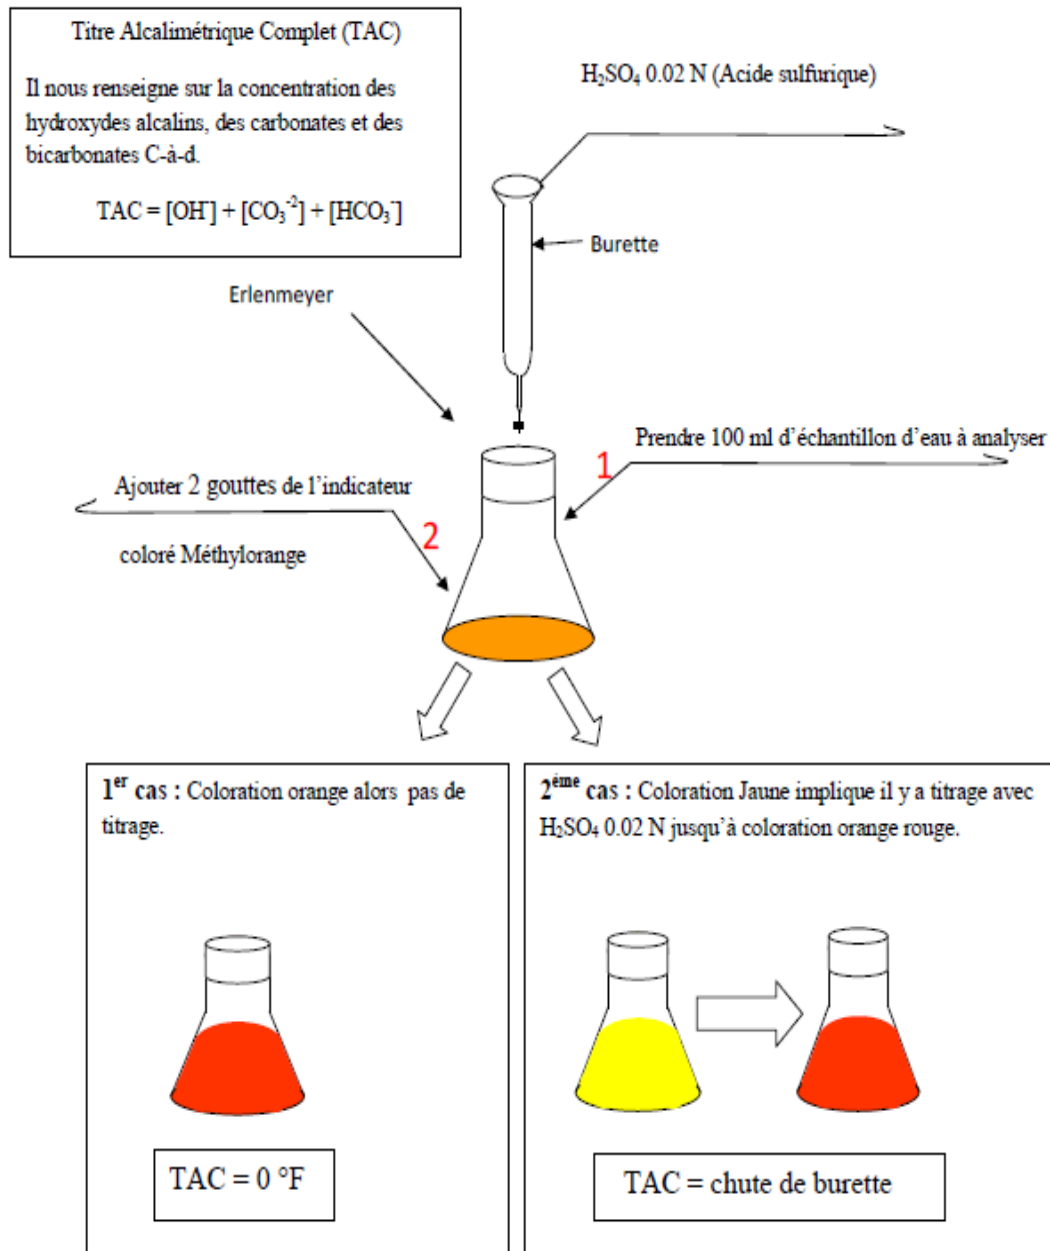 Titre Alcalimétrique Complet (TAC)
Il nous renseigne sur la concentration des
hydroxydes alcalins, des carbonates et des
bicarbonates C-à-d.
TAC = [OH⁻] + [CO₃⁻²] + [HCO₃⁻]
H₂SO₄ 0.02 N (Acide sulfurique)
Burette
Erlenmeyer
Prendre 100 ml d'échantillon d'eau à analyser
1
Ajouter 2 gouttes de l'indicateur
2
coloré Méthylorange
1er cas : Coloration orange alors pas de
titrage.
TAC = 0 °F
2éme cas : Coloration Jaune implique il y a titrage avec
H₂SO₄ 0.02 N jusqu'à coloration orange rouge.
TAC = chute de burette